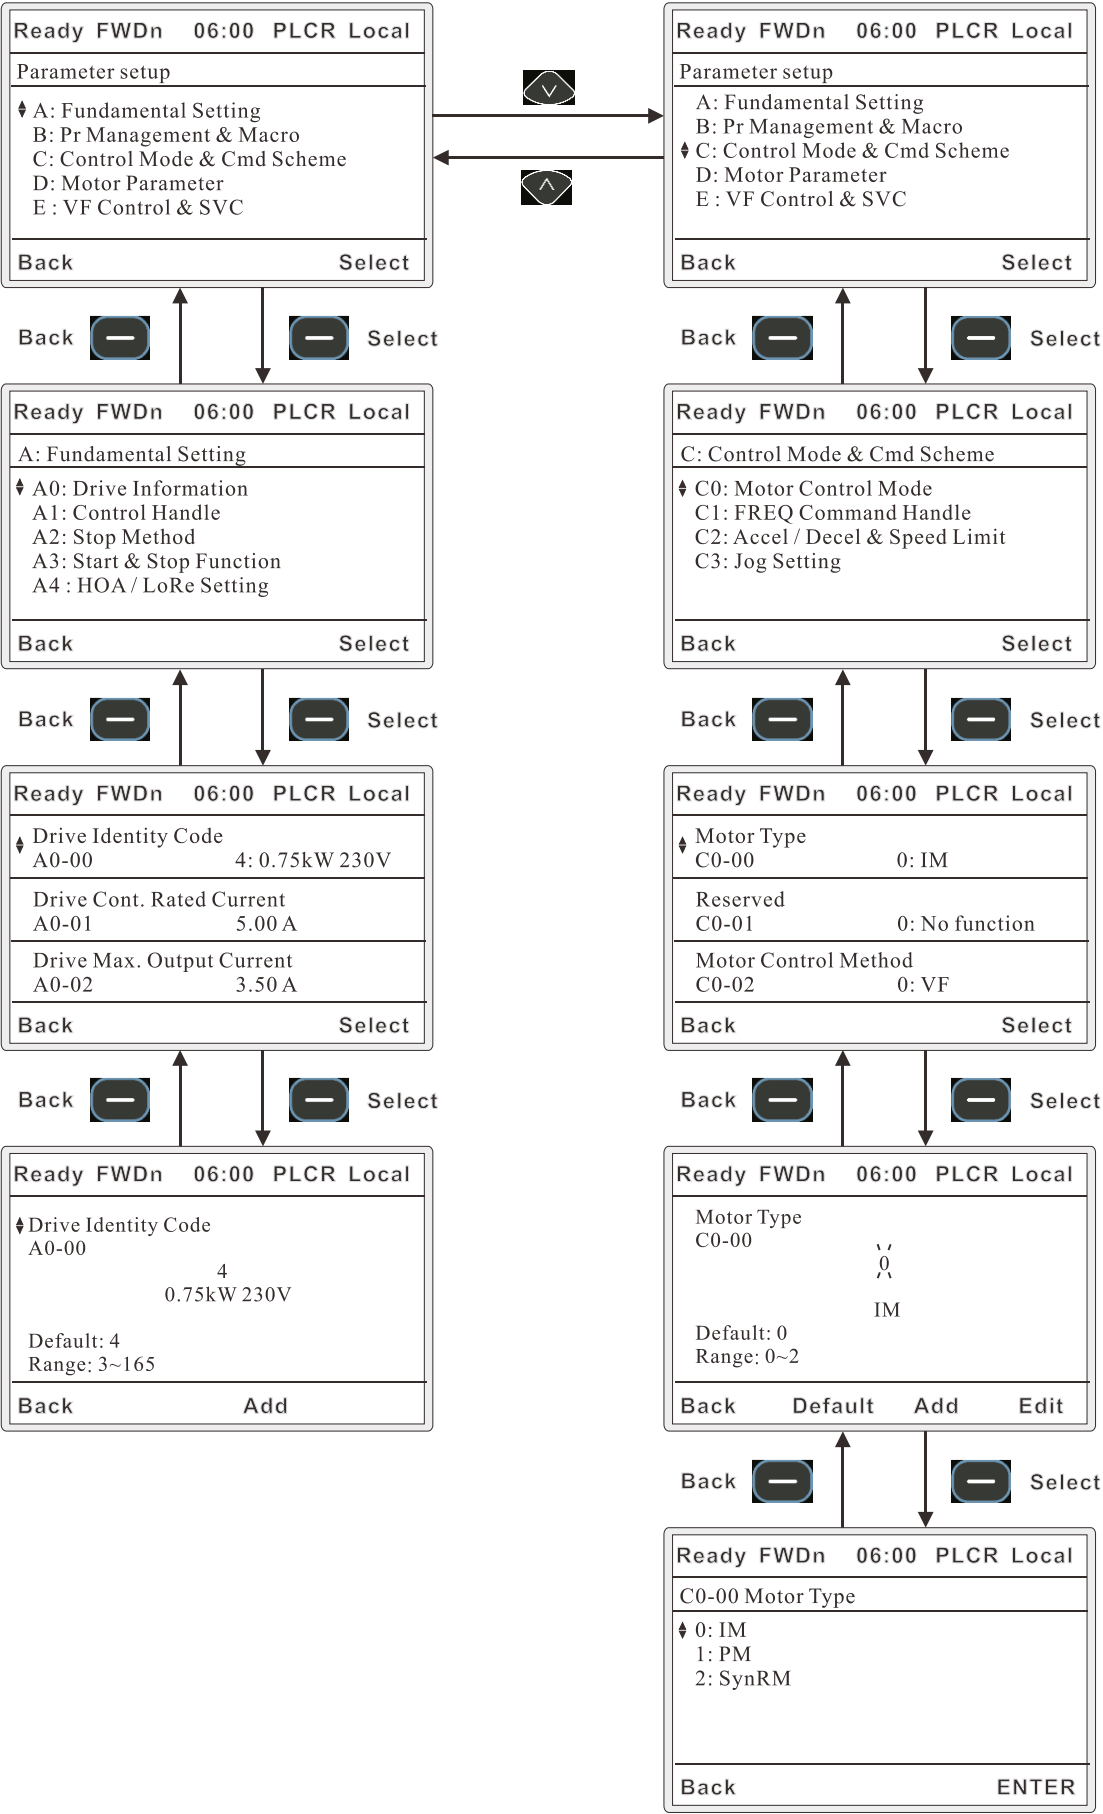 Ready FWDn 06:00 PLCR Local
Parameter setup
A: Fundamental Setting
B: Pr Management & Macro
C: Control Mode & Cmd Scheme
D: Motor Parameter
E : VF Control & SVC
Back Select
Ready FWDn 06:00 PLCR Local
Parameter setup
A: Fundamental Setting
B: Pr Management & Macro
C: Control Mode & Cmd Scheme
D: Motor Parameter
E : VF Control & SVC
Back Select
Back Select
Back Select
Ready FWDn 06:00 PLCR Local
A: Fundamental Setting
A0: Drive Information
A1: Control Handle
A2: Stop Method
A3: Start & Stop Function
A4 : HOA / LoRe Setting
Back Select
Ready FWDn 06:00 PLCR Local
C: Control Mode & Cmd Scheme
C0: Motor Control Mode
C1: FREQ Command Handle
C2: Accel / Decel & Speed Limit
C3: Jog Setting
Back Select
Back Select
Back Select
Ready FWDn 06:00 PLCR Local
Drive Identity Code
A0-00 4: 0.75kW 230V
Drive Cont. Rated Current
A0-01 5.00 A
Drive Max. Output Current
A0-02 3.50 A
Back Select
Ready FWDn 06:00 PLCR Local
Motor Type
C0-00 0: IM
Reserved
C0-01 0: No function
Motor Control Method
C0-02 0: VF
Back Select
Back Select
Back Select
Ready FWDn 06:00 PLCR Local
Drive Identity Code
A0-00
4
0.75kW 230V
Default: 4
Range: 3~165
Back Add
Ready FWDn 06:00 PLCR Local
Motor Type
C0-00
0
IM
Default: 0
Range: 0~2
Back Default Add Edit
Back Select
Ready FWDn 06:00 PLCR Local
C0-00 Motor Type
0: IM
1: PM
2: SynRM
Back ENTER